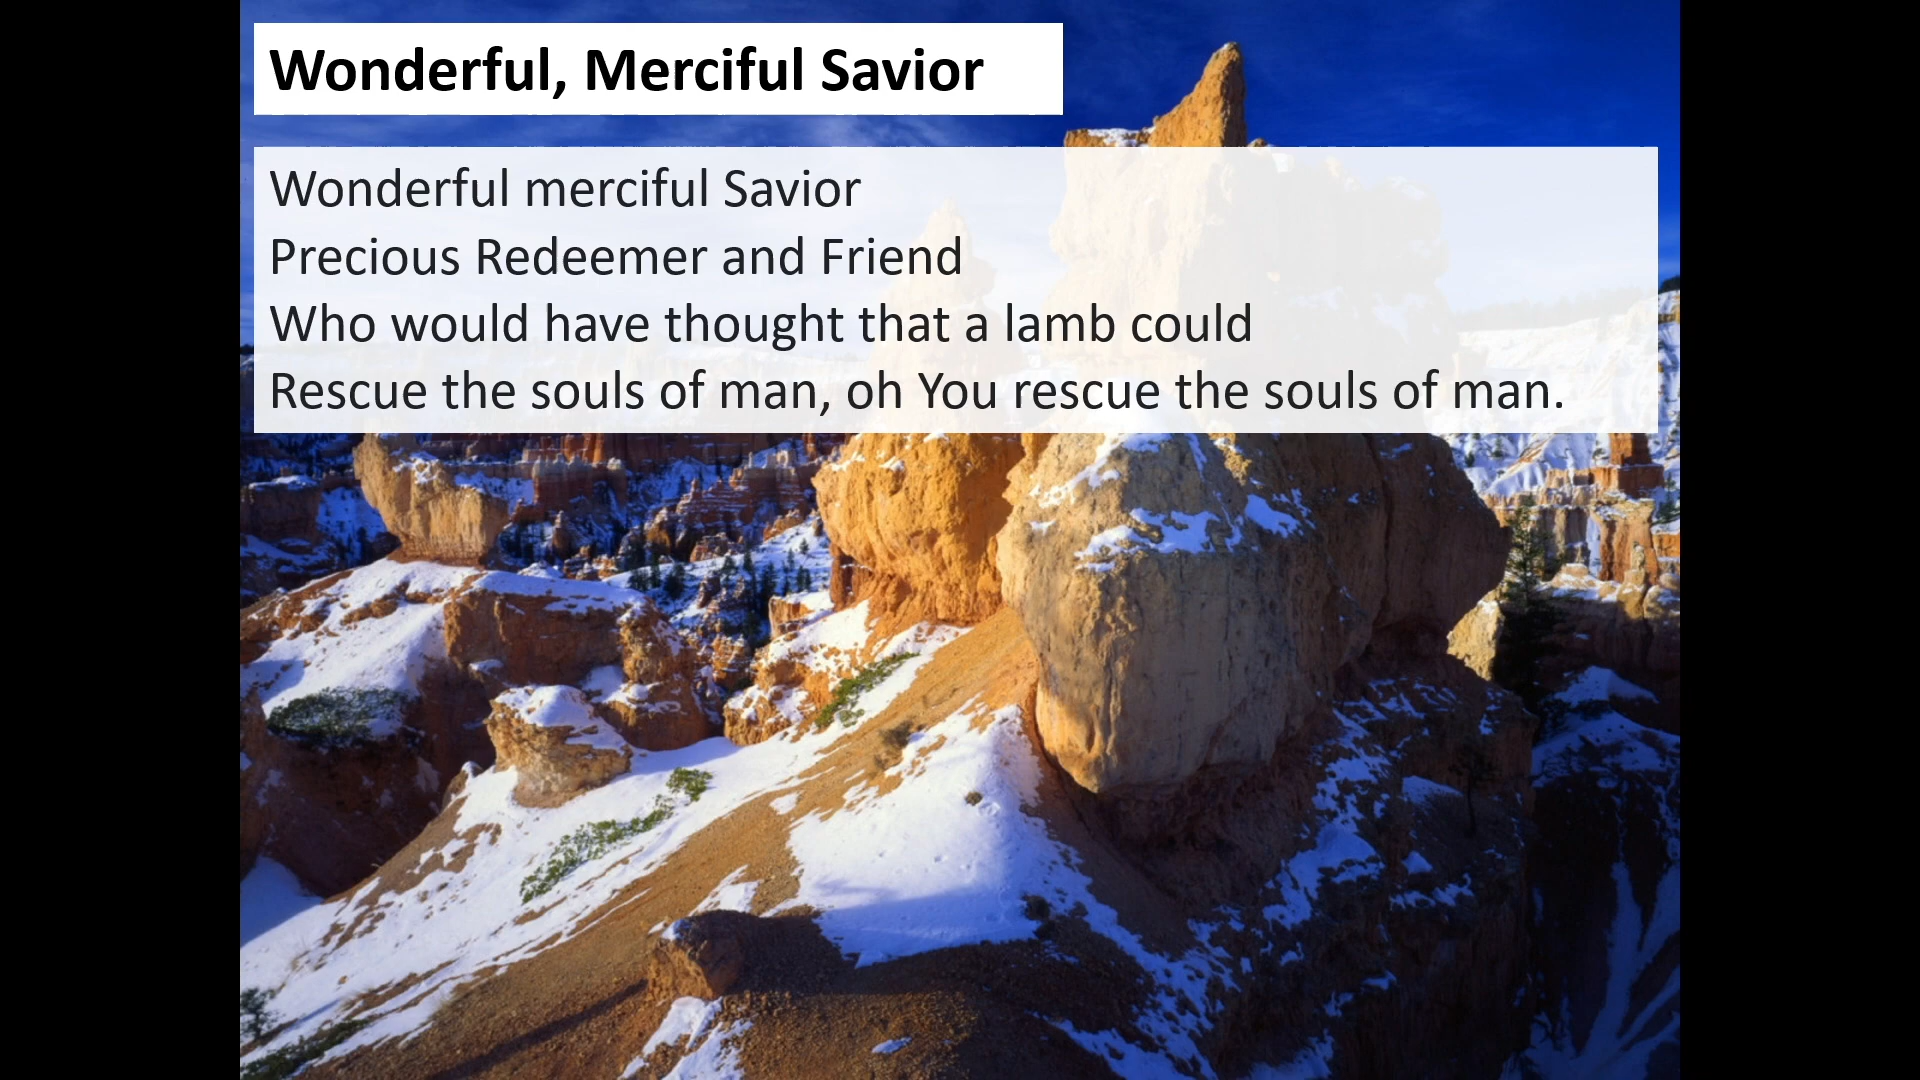 Wonderful, Merciful Savior
Wonderful merciful Savior
Precious Redeemer and Friend
Who would have thought that a lamb could
Rescue the souls of man, oh You rescue the souls of man.